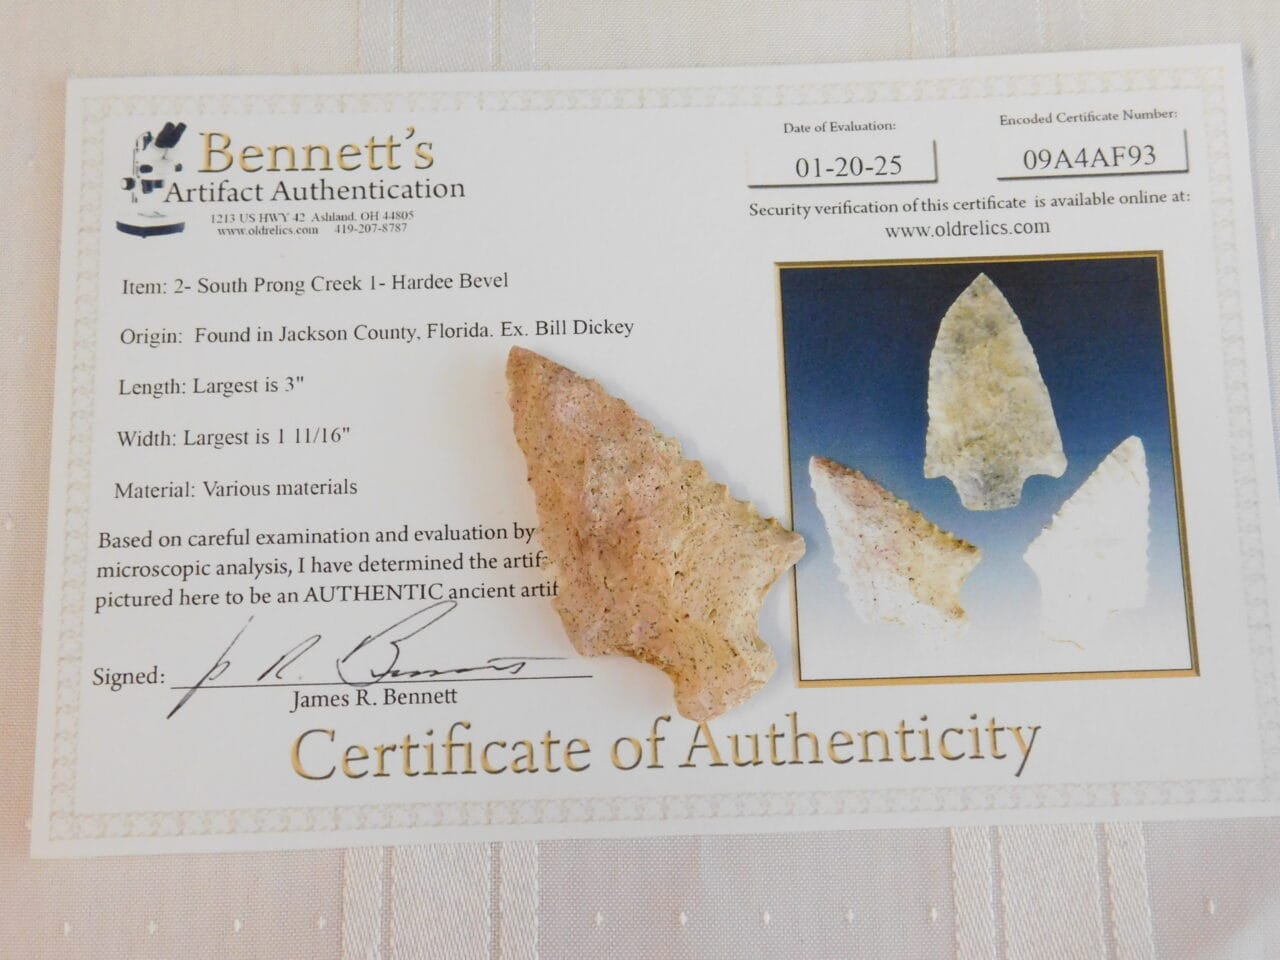 Bennett's
Artifact Authentication
1213 US HWY 42 Ashland, OH 44805
www.oldrelics.com 419-207-8787
Date of Evaluation:
01-20-25
Encoded Certificate Number:
09A4AF93
Security verification of this certificate is available online at:
www.oldrelics.com
Item: 2- South Prong Creek 1- Hardee Bevel
Origin: Found in Jackson County, Florida. Ex. Bill Dickey
Length: Largest is 3"
Width: Largest is 1 11/16"
Material: Various materials
Based on careful examination and evaluation by
microscopic analysis, I have determined the artif
pictured here to be an AUTHENTIC ancient artif
Signed: J R. Bennett
James R. Bennett
Certificate of Authenticity